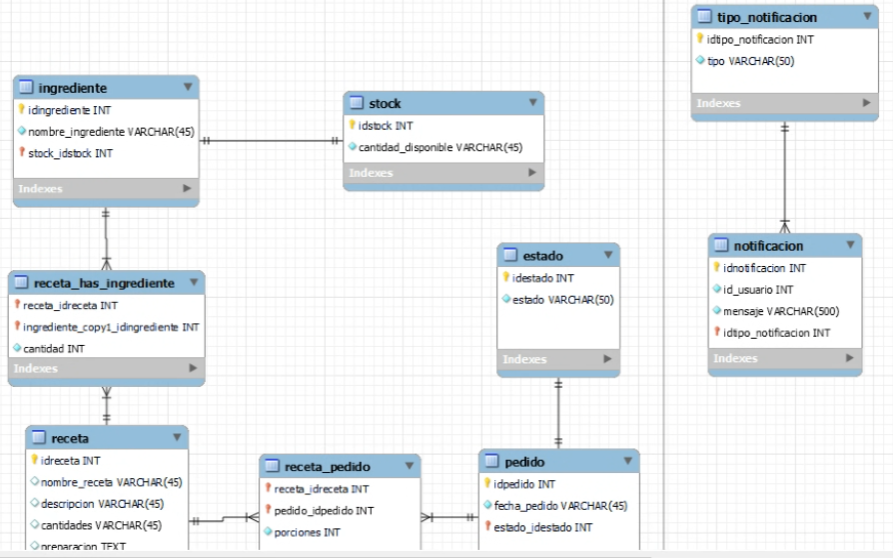 tipo_notificacion
idtipo_notificacion INT
tipo VARCHAR(50)
Indexes
ingrediente
idingrediente INT
nombre_ingrediente VARCHAR(45)
stock_idstock INT
Indexes
stock
idstock INT
cantidad_disponible VARCHAR(45)
Indexes
receta_has_ingrediente
receta_idreceta INT
ingrediente_copy1_idingrediente INT
cantidad INT
Indexes
estado
idestado INT
estado VARCHAR(50)
Indexes
notificacion
idnotificacion INT
id_usuario INT
mensaje VARCHAR(500)
idtipo_notificacion INT
Indexes
receta
idreceta INT
nombre_receta VARCHAR(45)
descripcion VARCHAR(45)
cantidades VARCHAR(45)
preparacion TEXT
receta_pedido
receta_idreceta INT
pedido_idpedido INT
porciones INT
pedido
idpedido INT
fecha_pedido VARCHAR(45)
estado_idestado INT